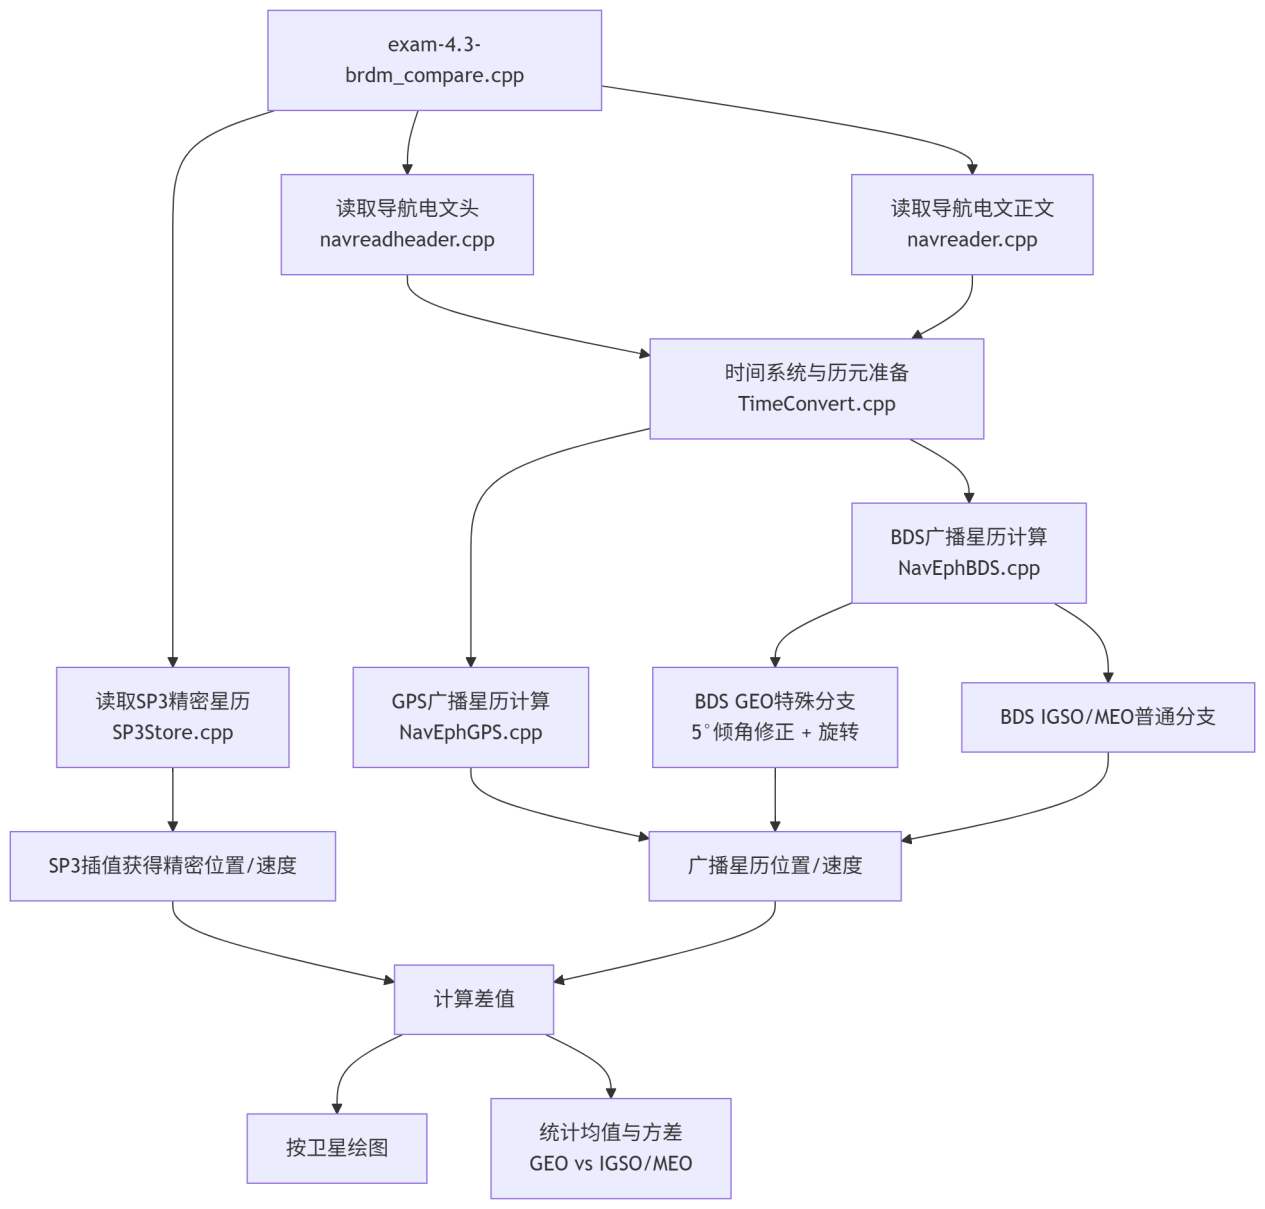 exam-4.3-
brdm_compare.cpp
读取导航电文头
navreadheader.cpp
读取导航电文正文
navreader.cpp
时间系统与历元准备
TimeConvert.cpp
BDS广播星历计算
NavEphBDS.cpp
读取SP3精密星历
SP3Store.cpp
GPS广播星历计算
NavEphGPS.cpp
BDS GEO特殊分支
5°倾角修正 + 旋转
BDS IGSO/MEO普通分支
SP3插值获得精密位置/速度
广播星历位置/速度
计算差值
按卫星绘图
统计均值与方差
GEO vs IGSO/MEO